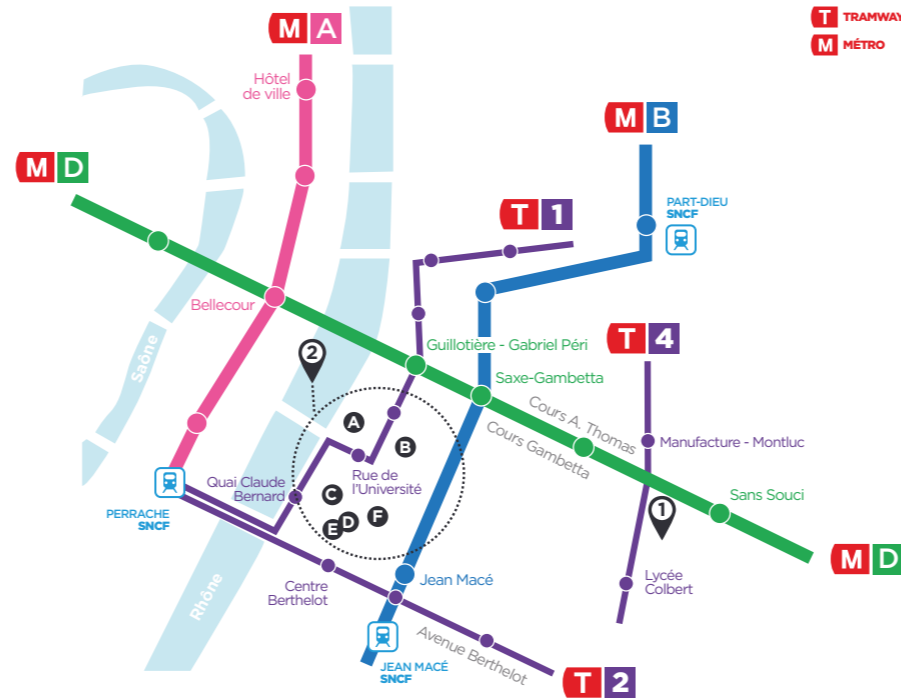 T TRAMWAY
M MÉTRO
M A
Hôtel
de ville
M B
M D
PART-DIEU
SNCF
T 1
Bellecour
Saône
Guillotière - Gabriel Péri
T 4
2
Saxe-Gambetta
Cours A. Thomas
Cours Gambetta
A
B
Manufacture - Montluc
Rue de
l'Université
Quai Claude
Bernard
C
D
E
F
Sans Souci
1
PERRACHE
SNCF
M D
Rhône
Centre
Berthelot
Jean Macé
Lycée
Colbert
Avenue Berthelot
JEAN MACÉ
SNCF
T 2